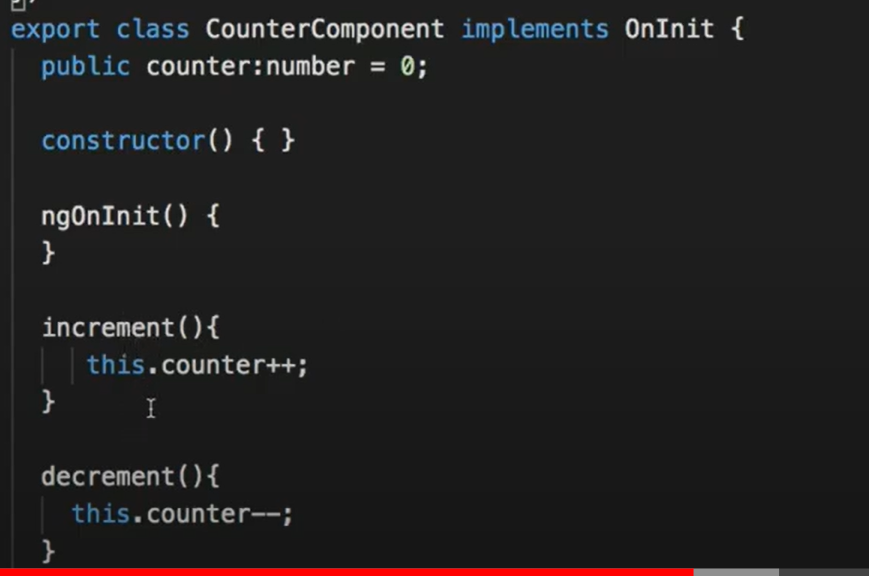 export class CounterComponent implements OnInit {
public counter:number = 0;
constructor() { }
ngOnInit() {
}
increment(){
this.counter++;
}
decrement(){
this.counter--;
}